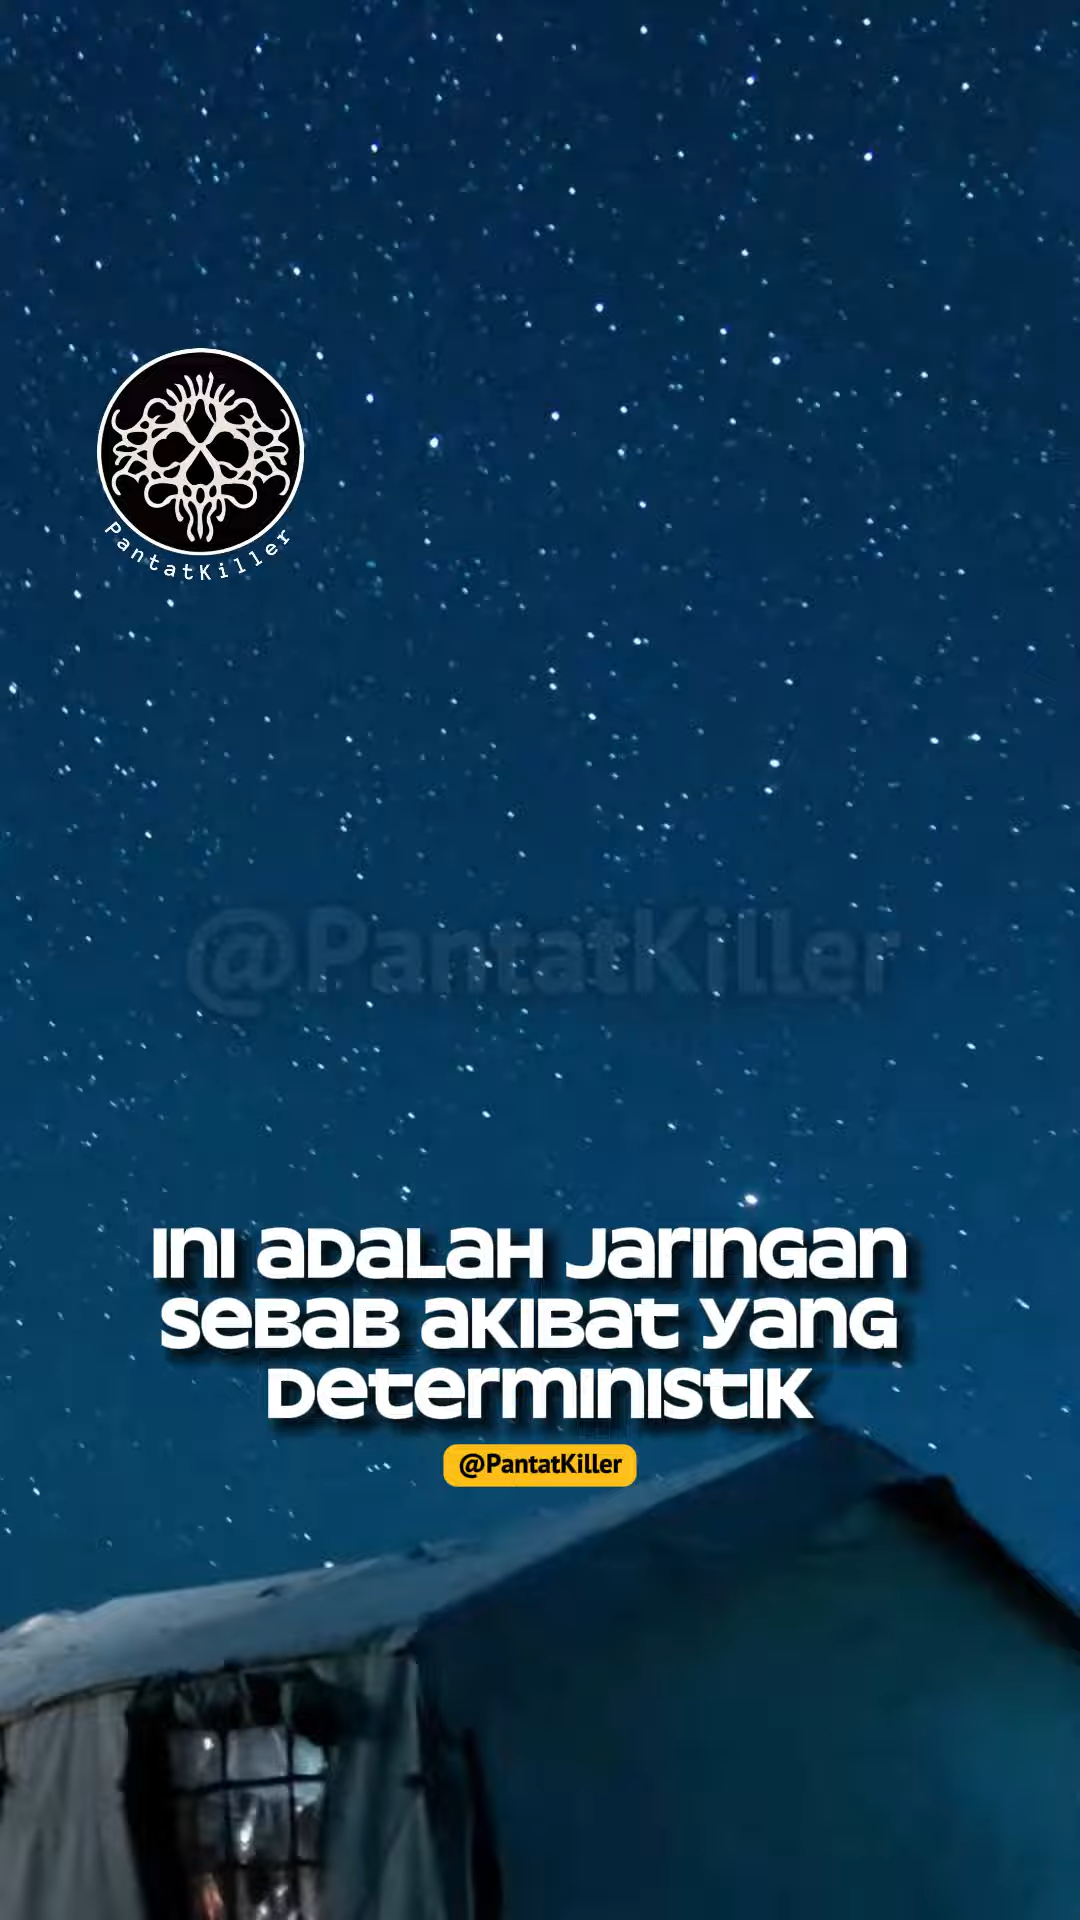 PantatKiller
@PantatKiller
INI ADALAH JARINGAN
SEBAB AKIBAT YANG
DETERMINISTIK
@PantatKiller